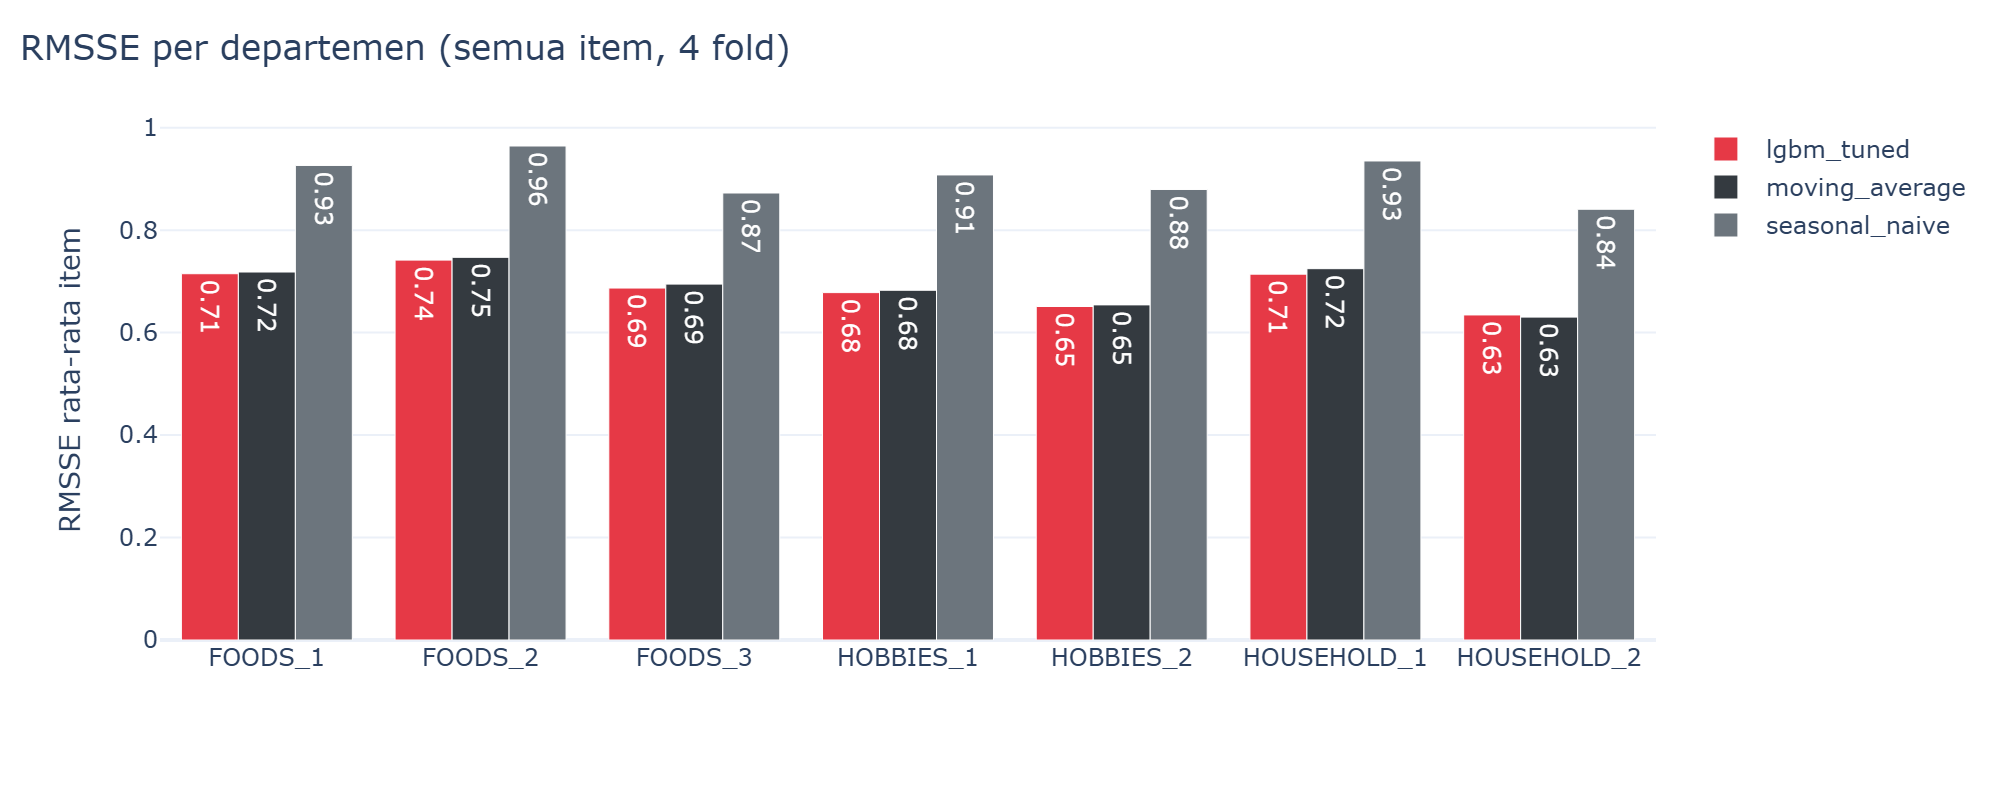 RMSSE per departemen (semua item, 4 fold)
RMSSE rata-rata item
1
0.8
0.6
0.4
0.2
0
0.71
0.72
0.93
0.74
0.75
0.96
0.69
0.69
0.87
0.68
0.68
0.91
0.65
0.65
0.88
0.71
0.72
0.93
0.63
0.63
0.84
FOODS_1
FOODS_2
FOODS_3
HOBBIES_1
HOBBIES_2
HOUSEHOLD_1
HOUSEHOLD_2
lgbm_tuned
moving_average
seasonal_naive